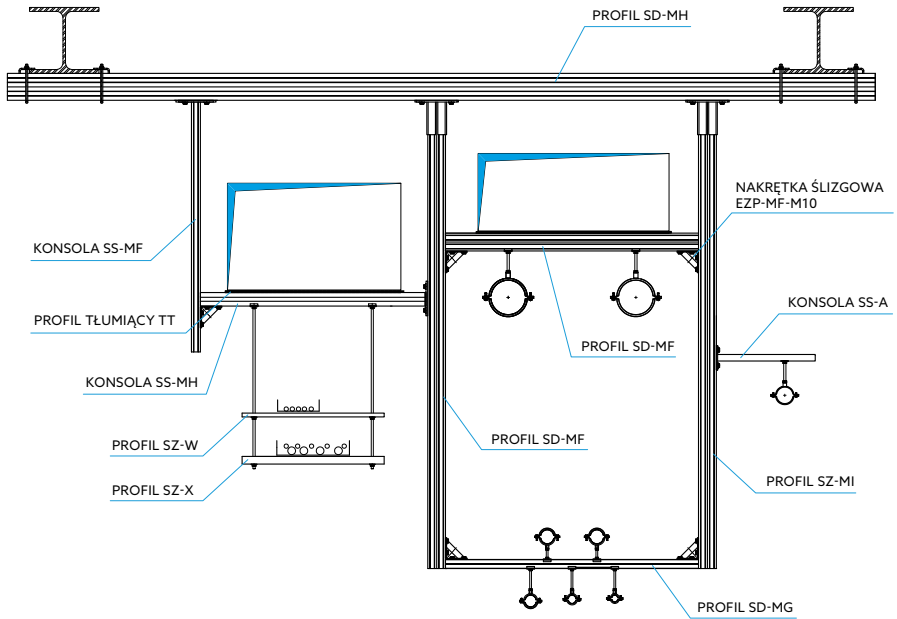 PROFIL SD-MH
NAKRĘTKA ŚLIZGOWA
EZP-MF-M10
KONSOLA SS-MF
KONSOLA SS-A
PROFIL TŁUMIĄCY TT
PROFIL SD-MF
KONSOLA SS-MH
PROFIL SD-MF
PROFIL SZ-W
PROFIL SZ-MI
PROFIL SZ-X
PROFIL SD-MG